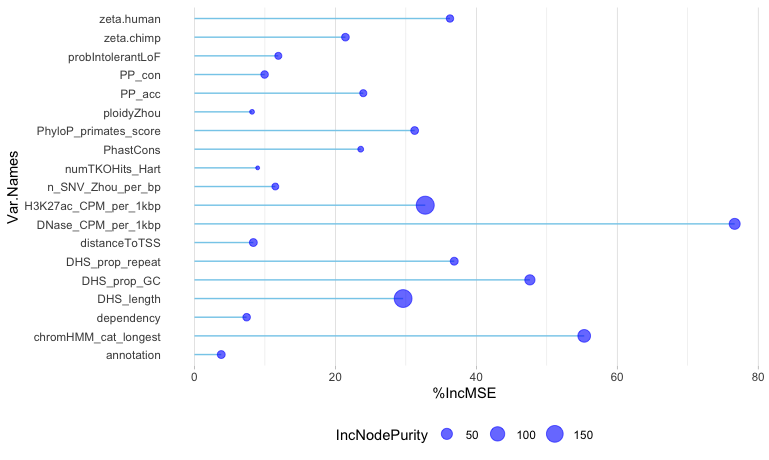 zeta.human
zeta.chimp
probIntolerantLoF
PP_con
PP_acc
ploidyZhou
PhyloP_primates_score
PhastCons
numTKOHits_Hart
n_SNV_Zhou_per_bp
H3K27ac_CPM_per_1kbp
DNase_CPM_per_1kbp
distanceToTSS
DHS_prop_repeat
DHS_prop_GC
DHS_length
dependency
chromHMM_cat_longest
annotation
Var.Names
0 20 40 60 80
%IncMSE
IncNodePurity 50 100 150